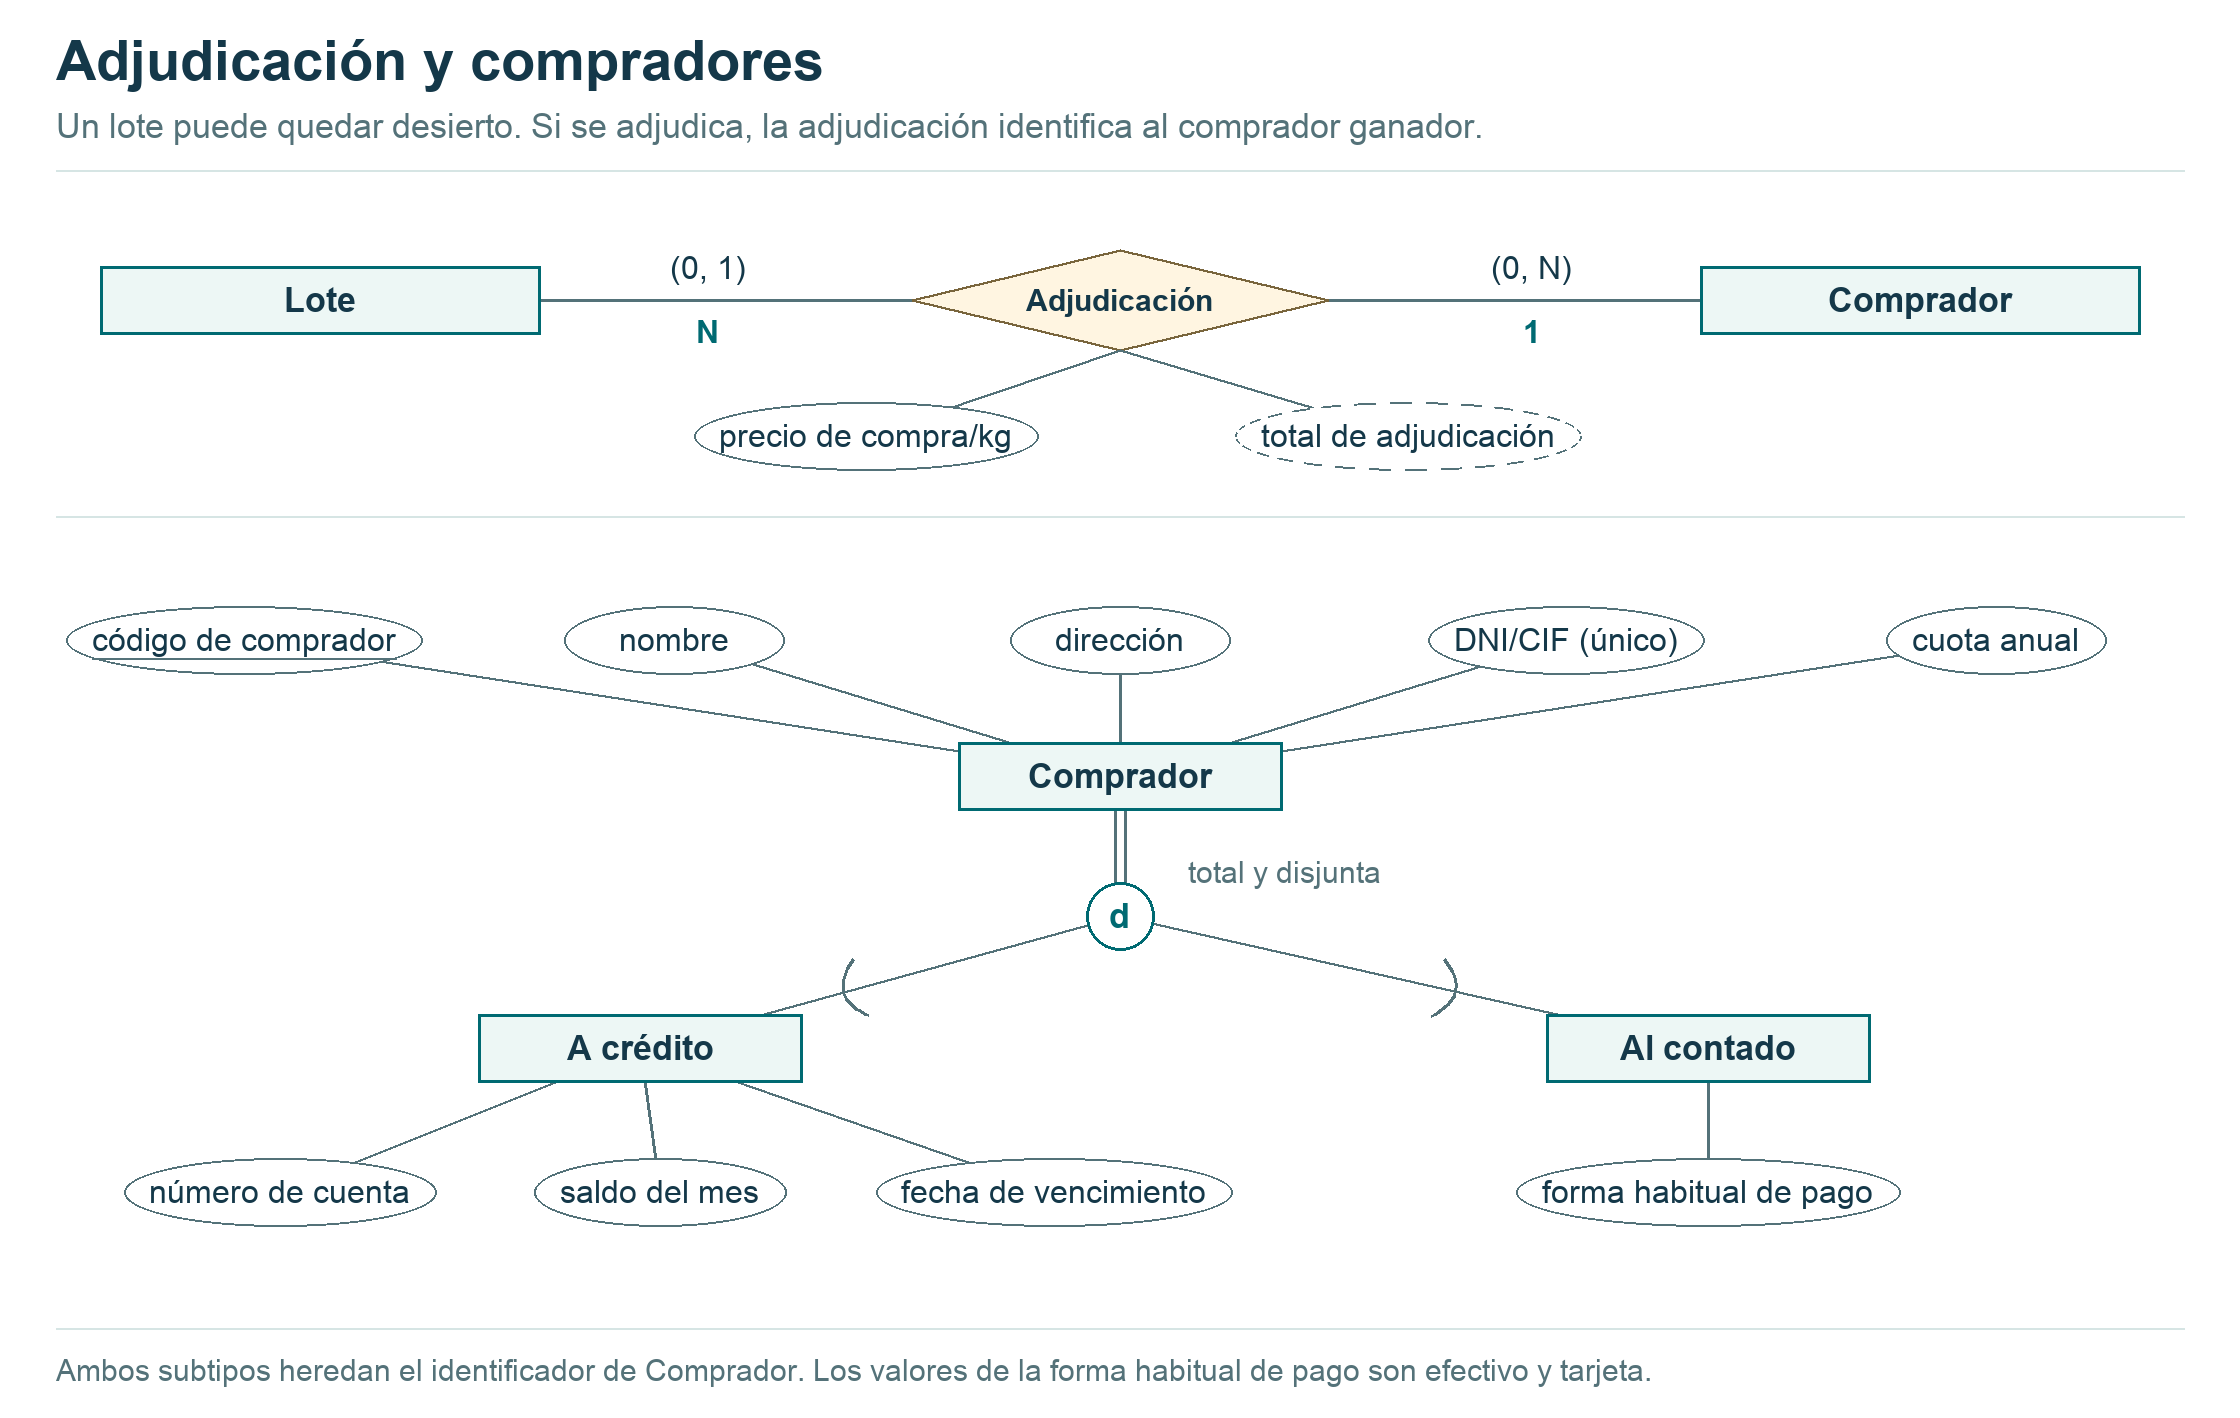 Adjudicación y compradores
Un lote puede quedar desierto. Si se adjudica, la adjudicación identifica al comprador ganador.
(0, 1)
(0, N)
Lote
Adjudicación
Comprador
N
1
precio de compra/kg
total de adjudicación
código de comprador
nombre
dirección
DNI/CIF (único)
cuota anual
Comprador
total y disjunta
d
A crédito
Al contado
número de cuenta
saldo del mes
fecha de vencimiento
forma habitual de pago
Ambos subtipos heredan el identificador de Comprador. Los valores de la forma habitual de pago son efectivo y tarjeta.